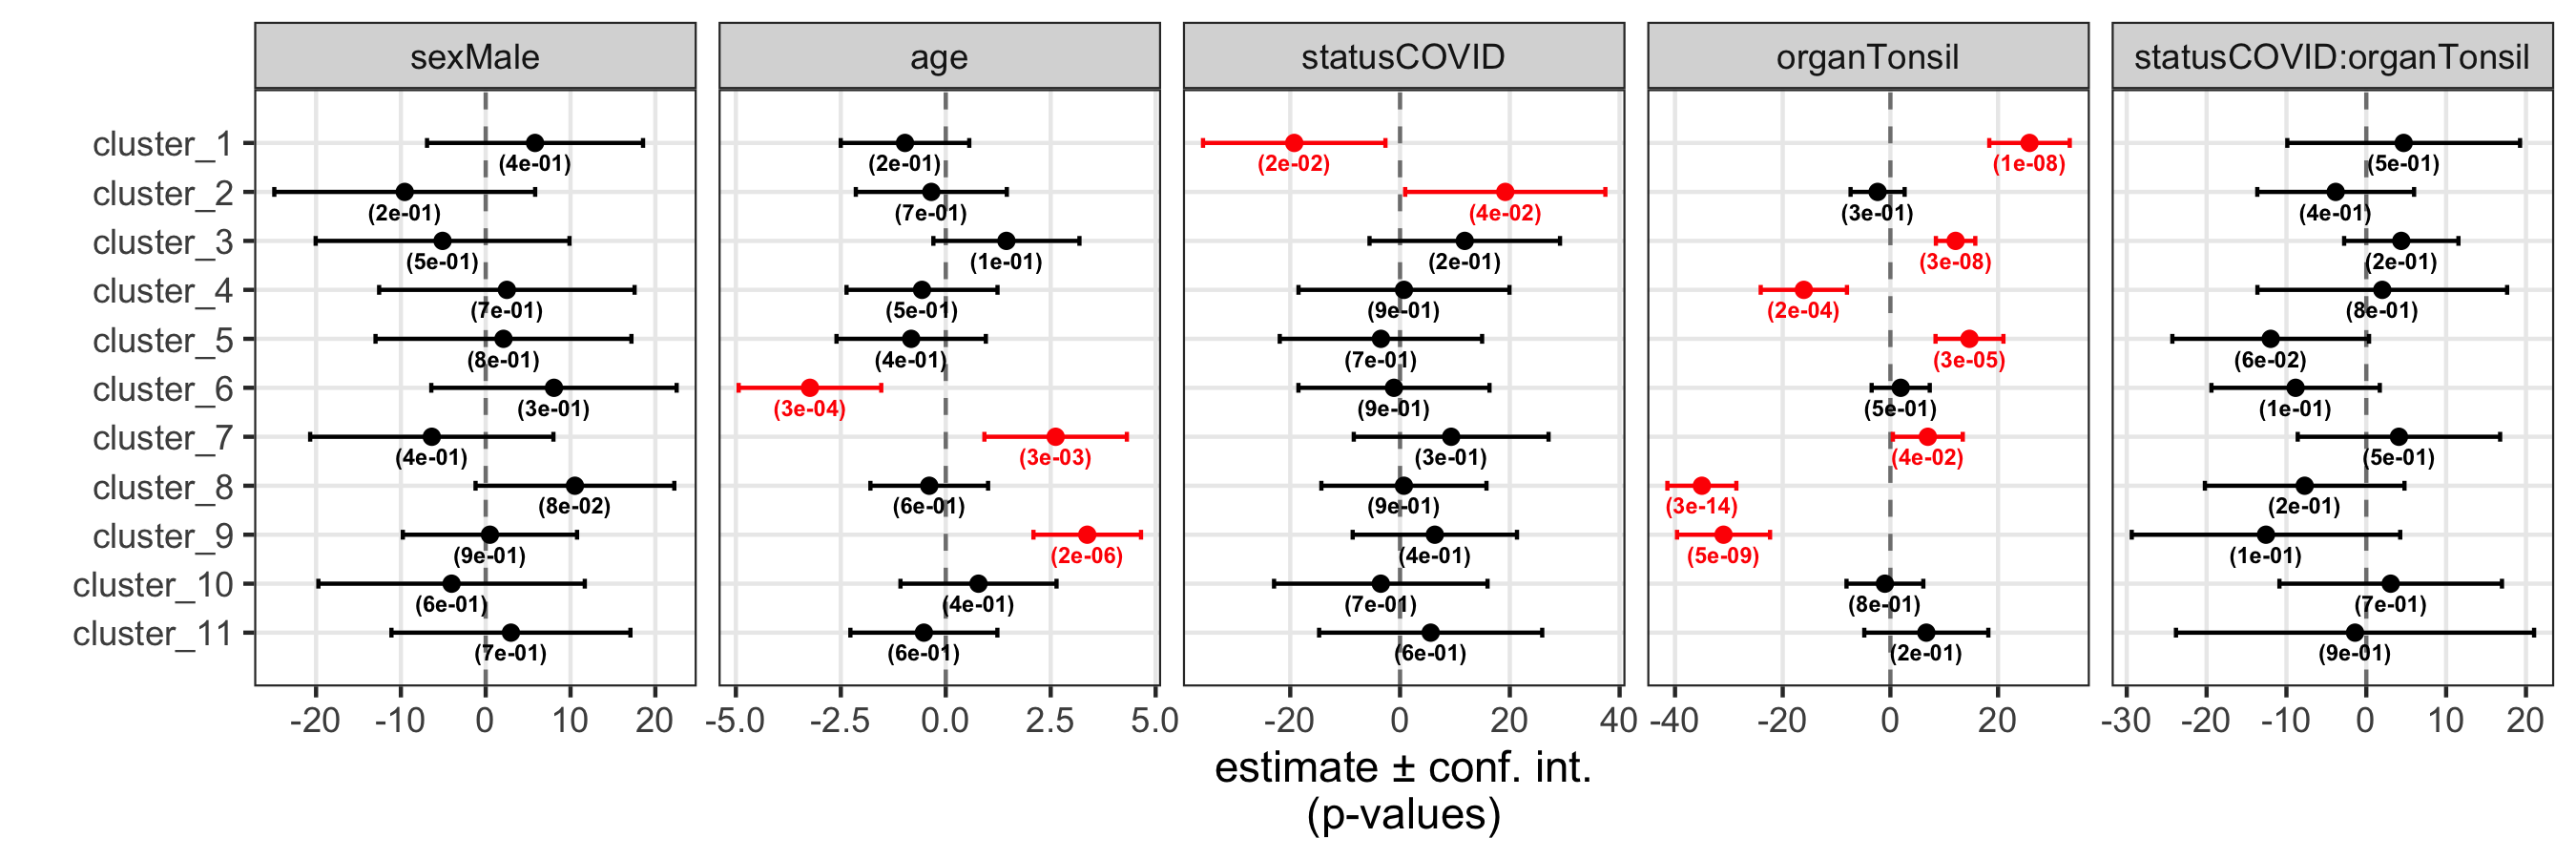 sexMale age statusCOVID organTonsil statusCOVID:organTonsil
cluster_1 (4e-01) (2e-01) (2e-02) (1e-08) (5e-01)
cluster_2 (2e-01) (7e-01) (4e-02) (3e-01) (4e-01)
cluster_3 (5e-01) (1e-01) (2e-01) (3e-08) (2e-01)
cluster_4 (7e-01) (5e-01) (9e-01) (2e-04) (8e-01)
cluster_5 (8e-01) (4e-01) (7e-01) (3e-05) (6e-02)
cluster_6 (3e-01) (3e-04) (9e-01) (5e-01) (1e-01)
cluster_7 (4e-01) (3e-03) (3e-01) (4e-02) (5e-01)
cluster_8 (8e-02) (6e-01) (9e-01) (3e-14) (2e-01)
cluster_9 (9e-01) (2e-06) (4e-01) (5e-09) (1e-01)
cluster_10 (6e-01) (4e-01) (7e-01) (8e-01) (7e-01)
cluster_11 (7e-01) (6e-01) (6e-01) (2e-01) (9e-01)
-20 -10 0 10 20 -5.0 -2.5 0.0 2.5 5.0 -20 0 20 40 -40 -20 0 20 -30 -20 -10 0 10 20
estimate ± conf. int.
(p-values)